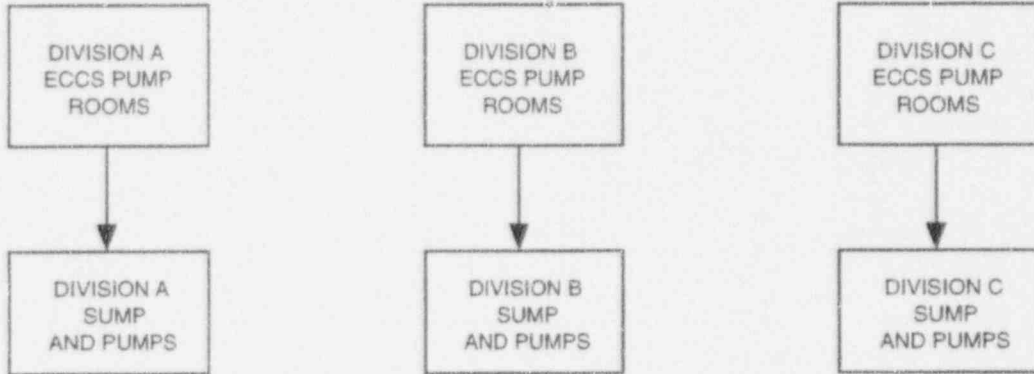 DIVISION A
ECCS PUMP
ROOMS
DIVISION B
ECCS PUMP
ROOMS
DIVISION C
ECCS PUMP
ROOMS
DIVISION A
SUMP
AND PUMPS
DIVISION B
SUMP
AND PUMPS
DIVISION C
SUMP
AND PUMPS